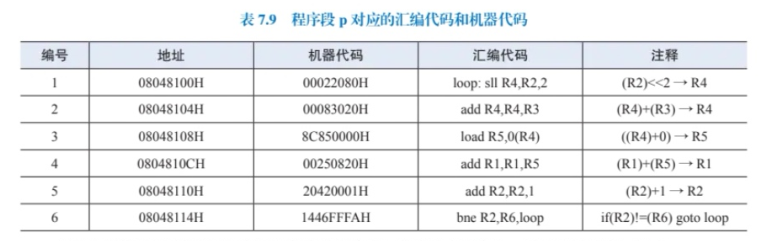 表 7.9 程序段 p 对应的汇编代码和机器代码
编号 地址 机器代码 汇编代码 注释
1 08048100H 00022080H loop: sll R4,R2,2 (R2)<<2 → R4
2 08048104H 00083020H add R4,R4,R3 (R4)+(R3) → R4
3 08048108H 8C850000H load R5,0(R4) ((R4)+0) → R5
4 0804810CH 00250820H add R1,R1,R5 (R1)+(R5) → R1
5 08048110H 20420001H add R2,R2,1 (R2)+1 → R2
6 08048114H 1446FFFAH bne R2,R6,loop if(R2)!=(R6) goto loop